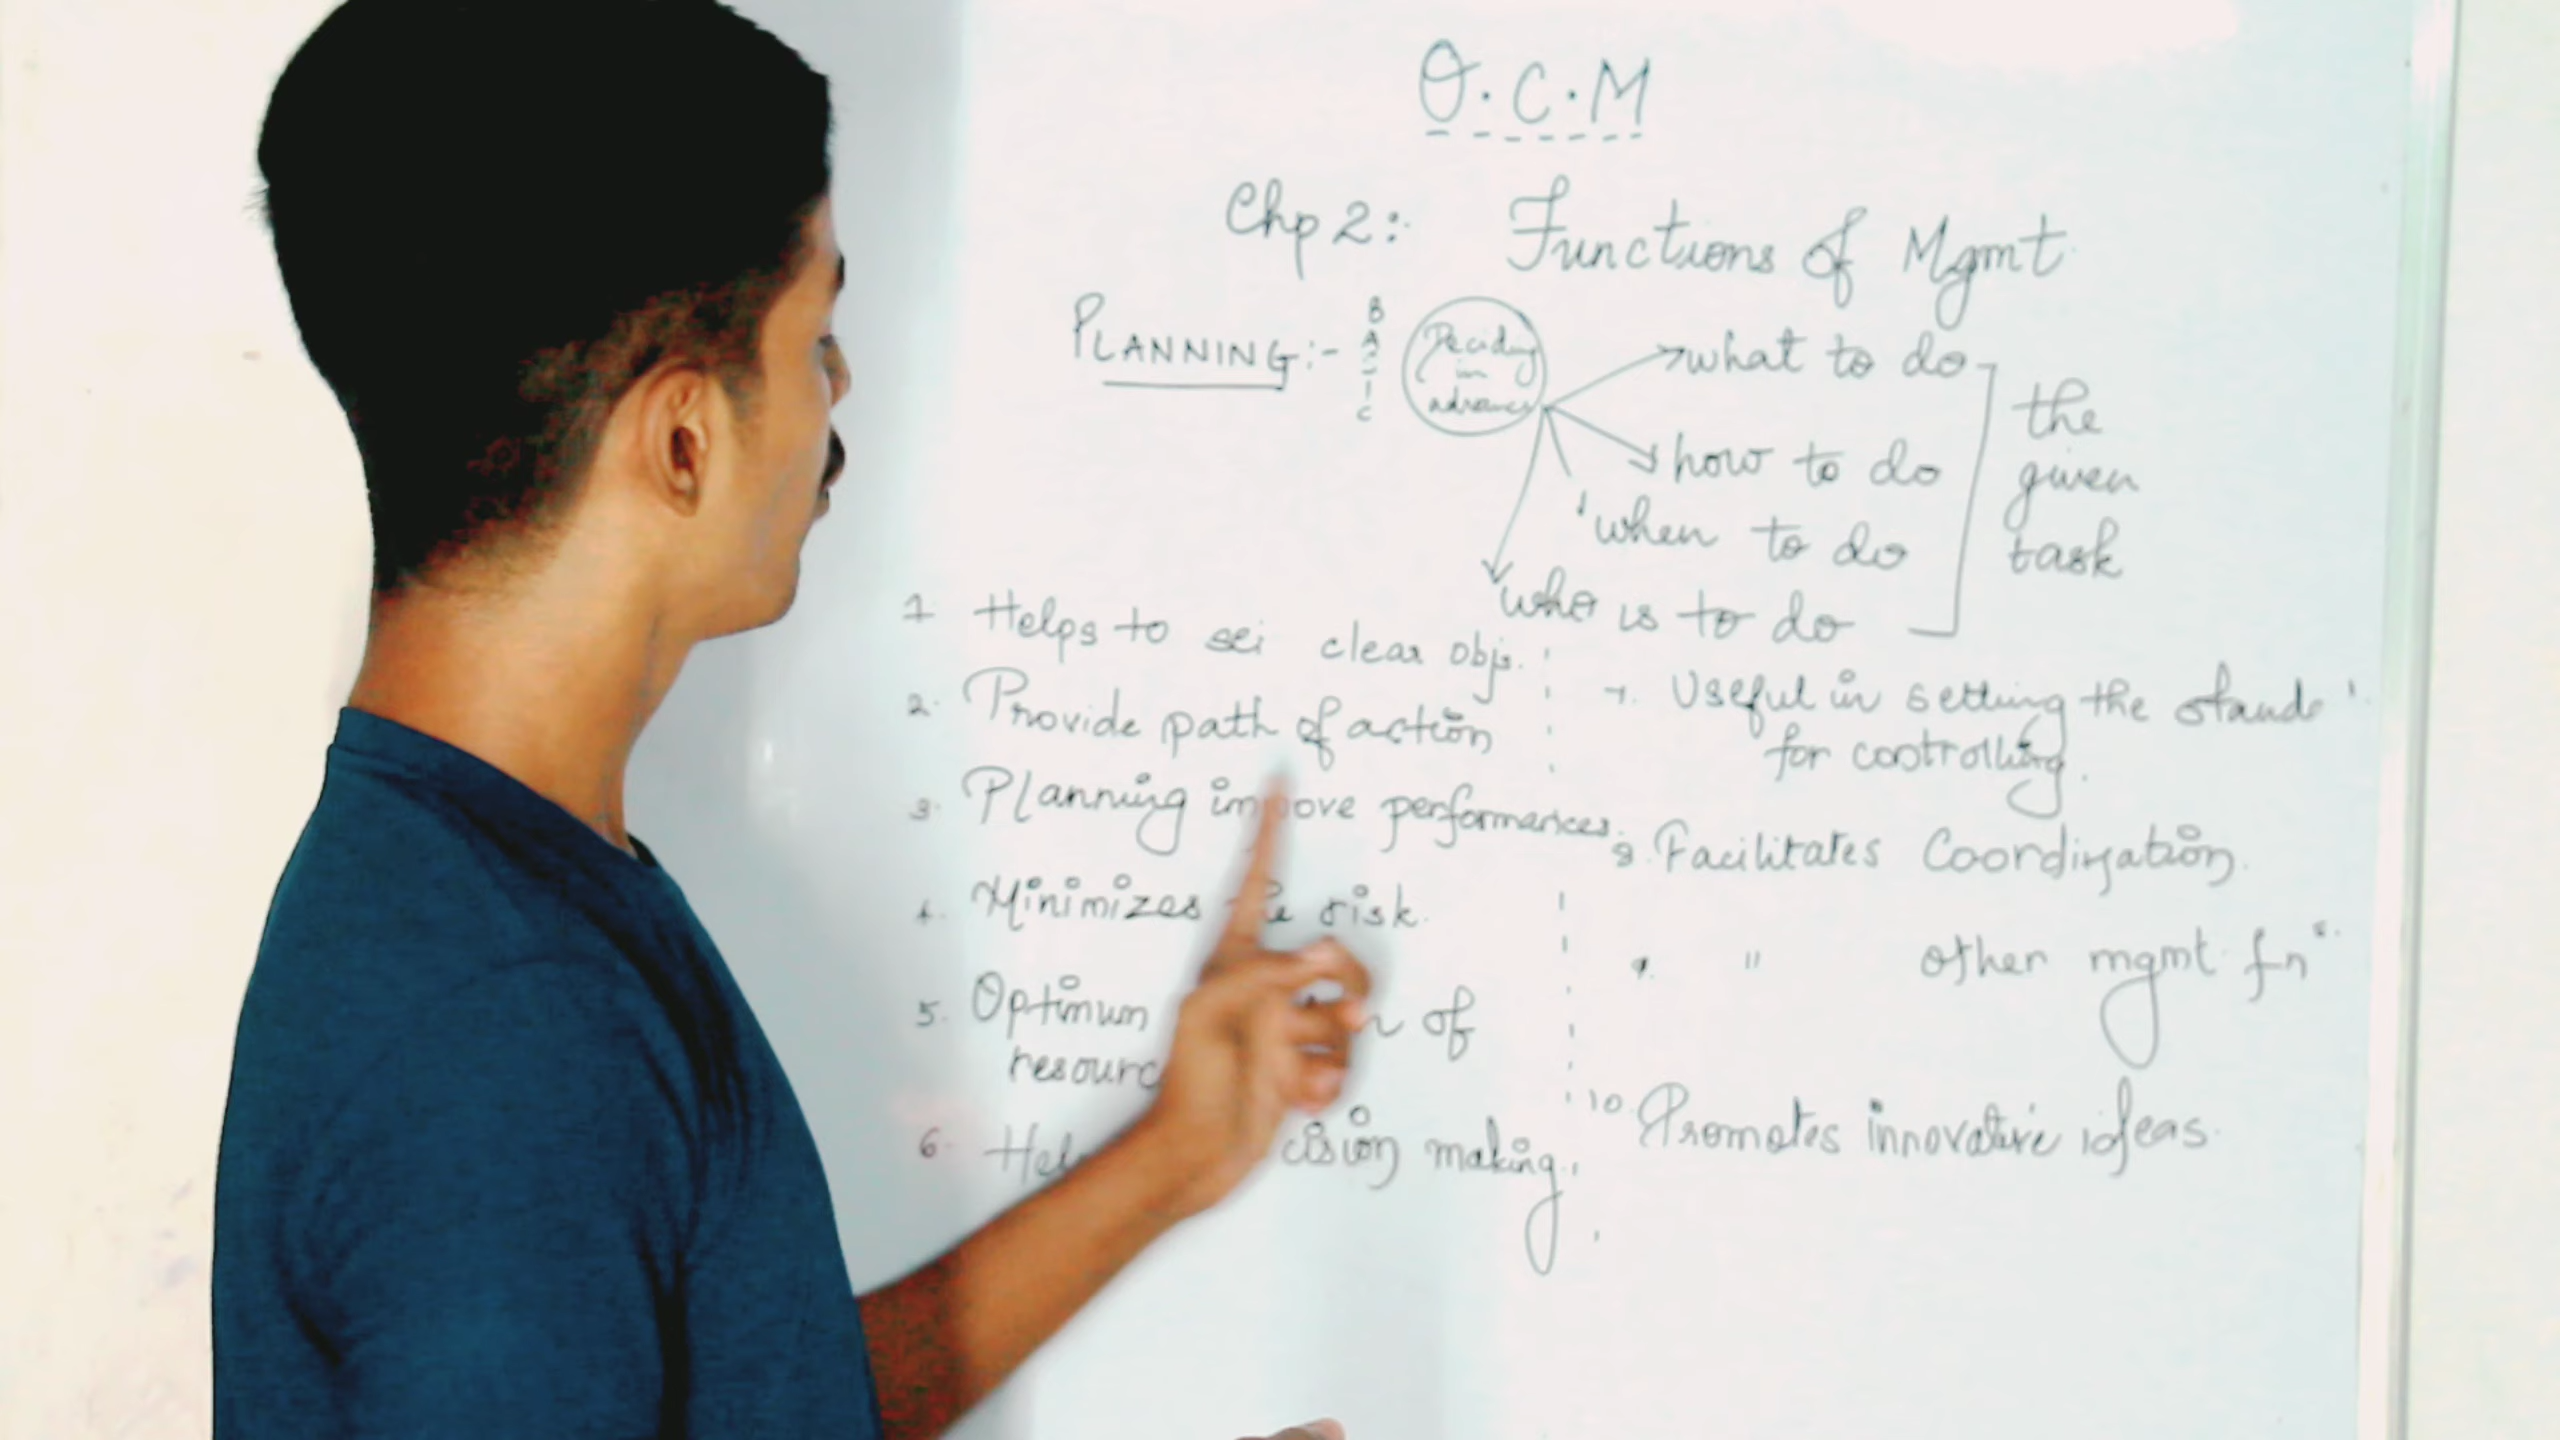 O.C.M
Chp 2: Functions of Mgmt
PLANNING:- BASIC
Deciding
in
advance
what to do
how to do
when to do
who is to do
the
given
task
1 Helps to set clear objs.
2. Provide path of action
3. Planning improve performances.
4. Minimizes the risk.
5. Optimum of
resourc
6. Hel cision making.
7. Useful in setting the stand
for controlling.
8. Facilitates Coordination.
9. " other mgmt fns.
10. Promotes innovative ideas.